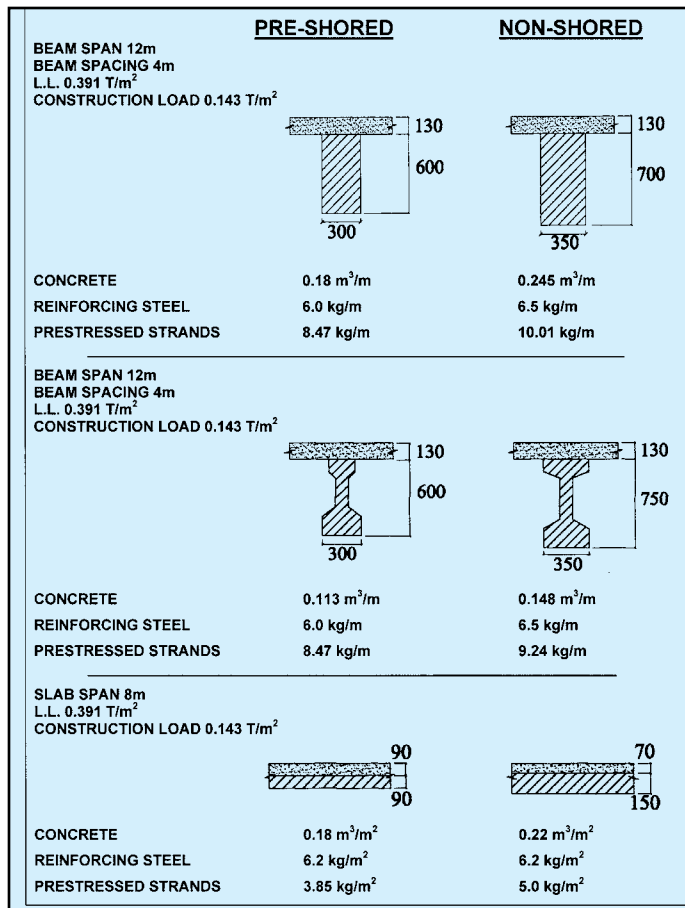 PRE-SHORED NON-SHORED
BEAM SPAN 12m
BEAM SPACING 4m
L.L. 0.391 T/m²
CONSTRUCTION LOAD 0.143 T/m²
130 130
600 700
300 350
CONCRETE 0.18 m³/m 0.245 m³/m
REINFORCING STEEL 6.0 kg/m 6.5 kg/m
PRESTRESSED STRANDS 8.47 kg/m 10.01 kg/m
BEAM SPAN 12m
BEAM SPACING 4m
L.L. 0.391 T/m²
CONSTRUCTION LOAD 0.143 T/m²
130 130
600 750
300 350
CONCRETE 0.113 m³/m 0.148 m³/m
REINFORCING STEEL 6.0 kg/m 6.5 kg/m
PRESTRESSED STRANDS 8.47 kg/m 9.24 kg/m
SLAB SPAN 8m
L.L. 0.391 T/m²
CONSTRUCTION LOAD 0.143 T/m²
90 70
90 150
CONCRETE 0.18 m³/m² 0.22 m³/m²
REINFORCING STEEL 6.2 kg/m² 6.2 kg/m²
PRESTRESSED STRANDS 3.85 kg/m² 5.0 kg/m²